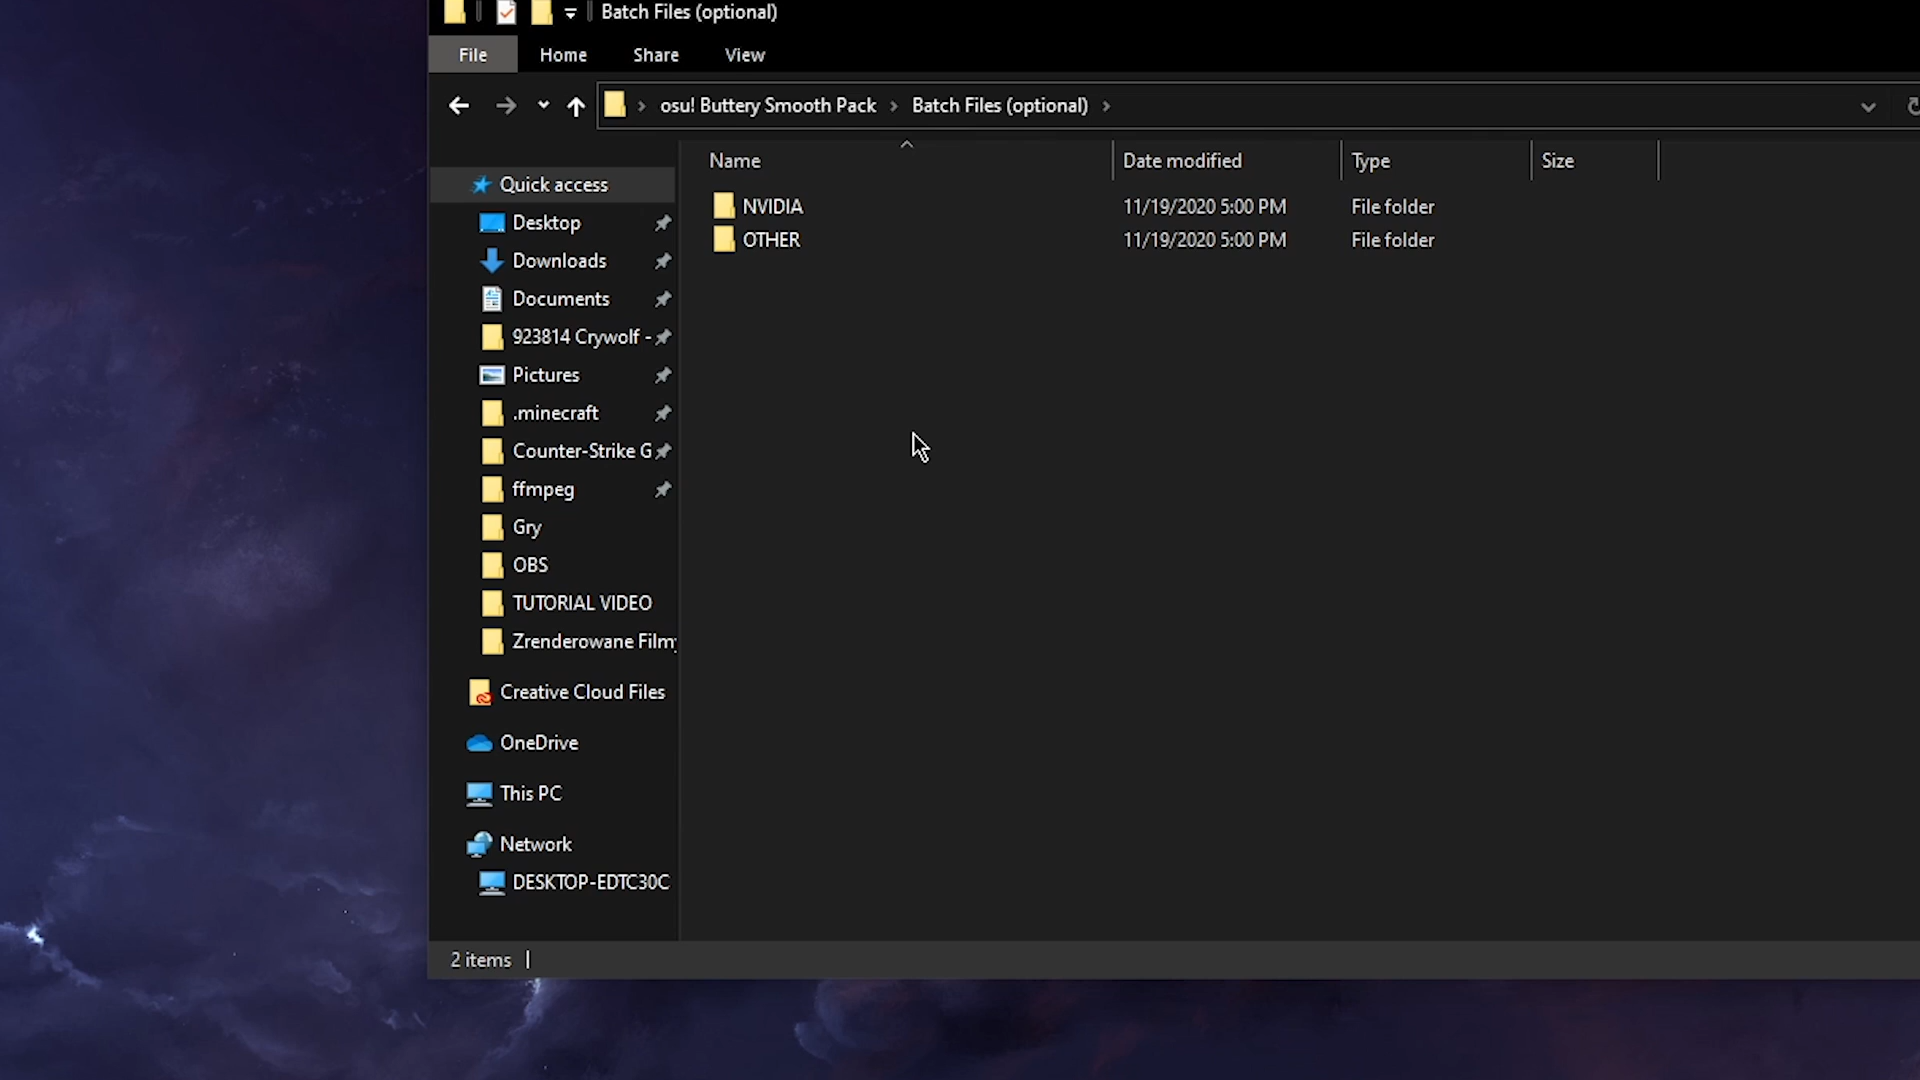 Batch Files (optional)
File Home Share View
osu! Buttery Smooth Pack Batch Files (optional)
Name Date modified Type Size
NVIDIA 11/19/2020 5:00 PM File folder
OTHER 11/19/2020 5:00 PM File folder
Quick access
Desktop
Downloads
Documents
923814 Crywolf -
Pictures
.minecraft
Counter-Strike G
ffmpeg
Gry
OBS
TUTORIAL VIDEO
Zrenderowane Filmy
Creative Cloud Files
OneDrive
This PC
Network
DESKTOP-EDTC30C
2 items